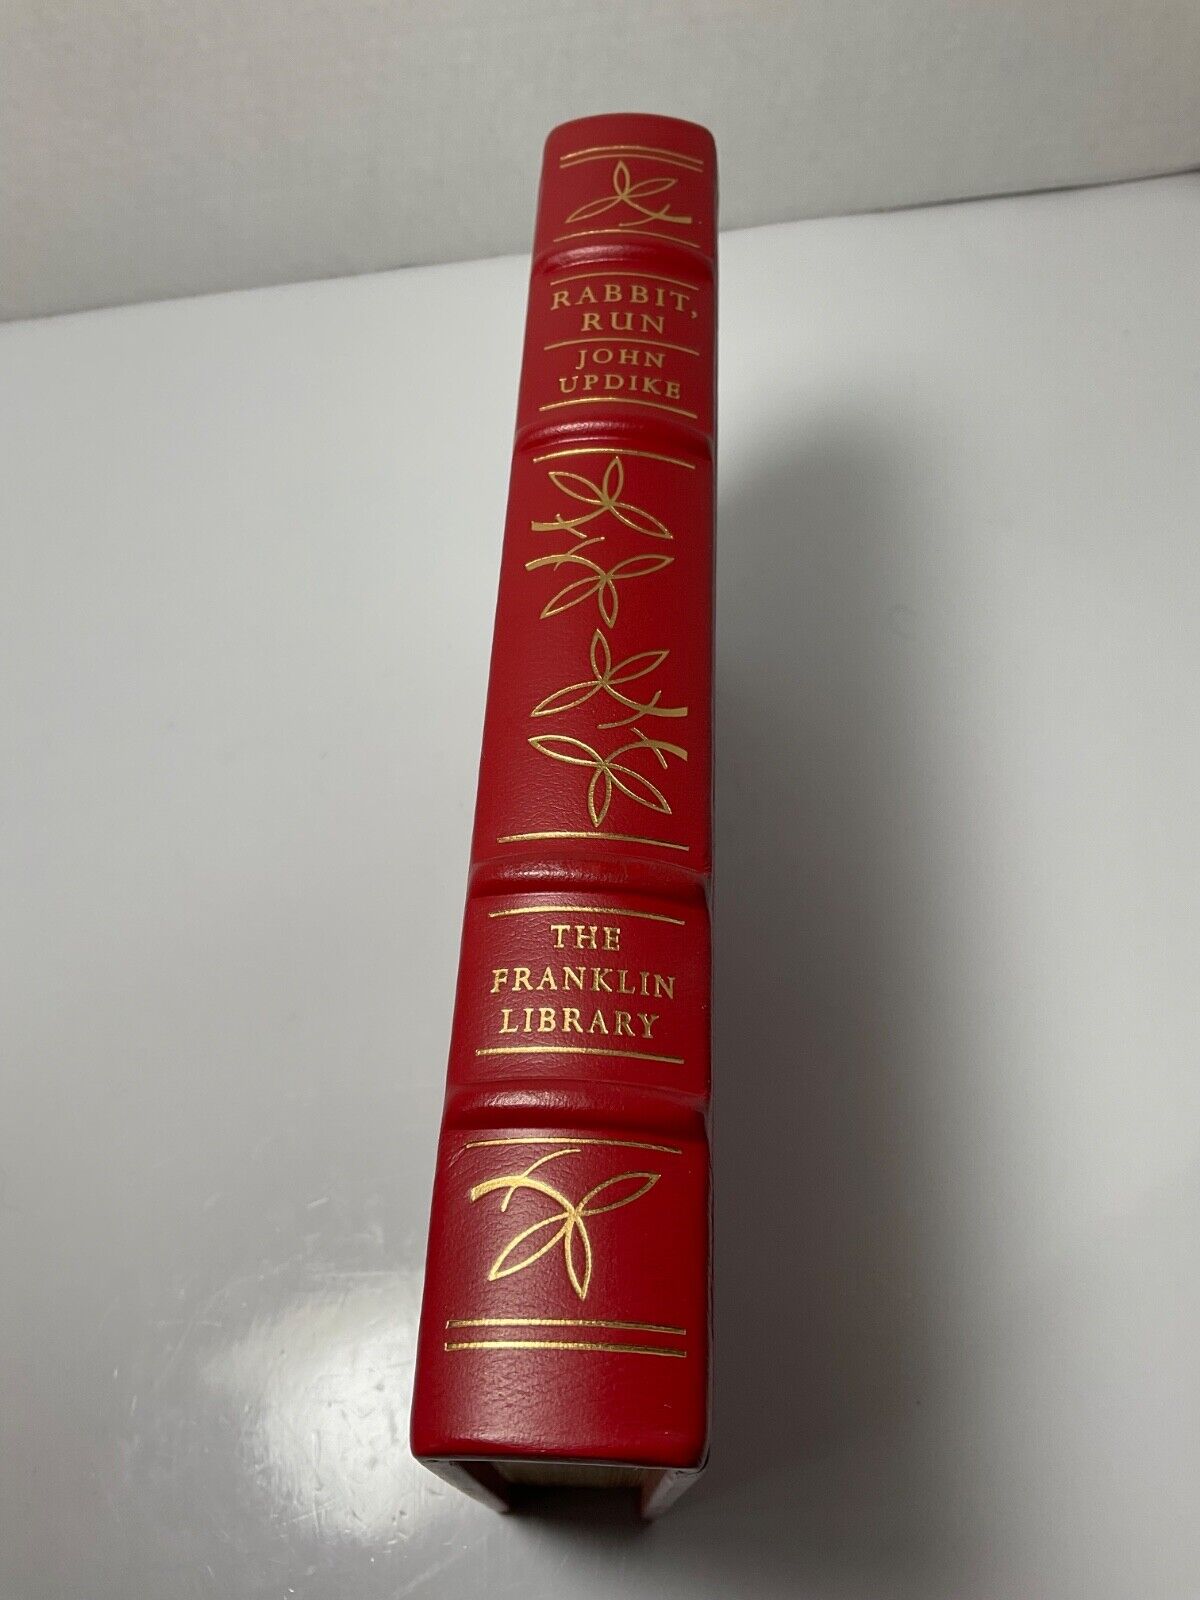 RABBIT,
RUN
JOHN
UPDIKE
THE
FRANKLIN
LIBRARY